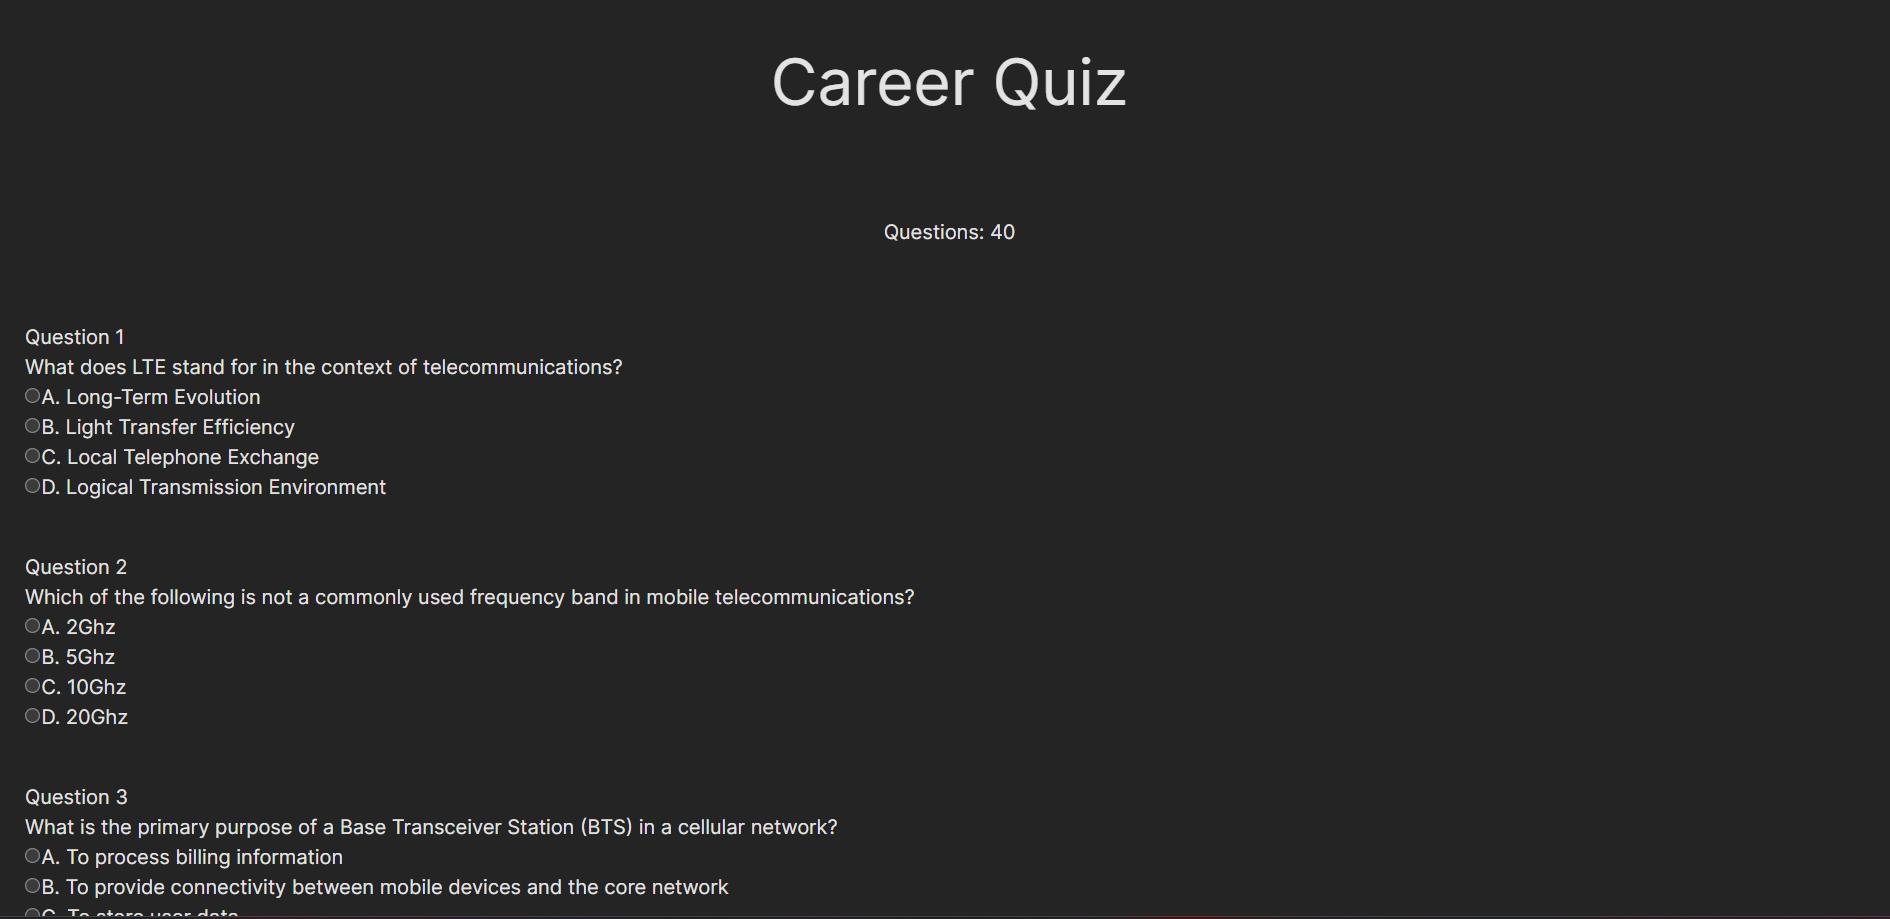 Career Quiz
Questions: 40
Question 1
What does LTE stand for in the context of telecommunications?
A. Long-Term Evolution
B. Light Transfer Efficiency
C. Local Telephone Exchange
D. Logical Transmission Environment
Question 2
Which of the following is not a commonly used frequency band in mobile telecommunications?
A. 2Ghz
B. 5Ghz
C. 10Ghz
D. 20Ghz
Question 3
What is the primary purpose of a Base Transceiver Station (BTS) in a cellular network?
A. To process billing information
B. To provide connectivity between mobile devices and the core network
C. To store user data